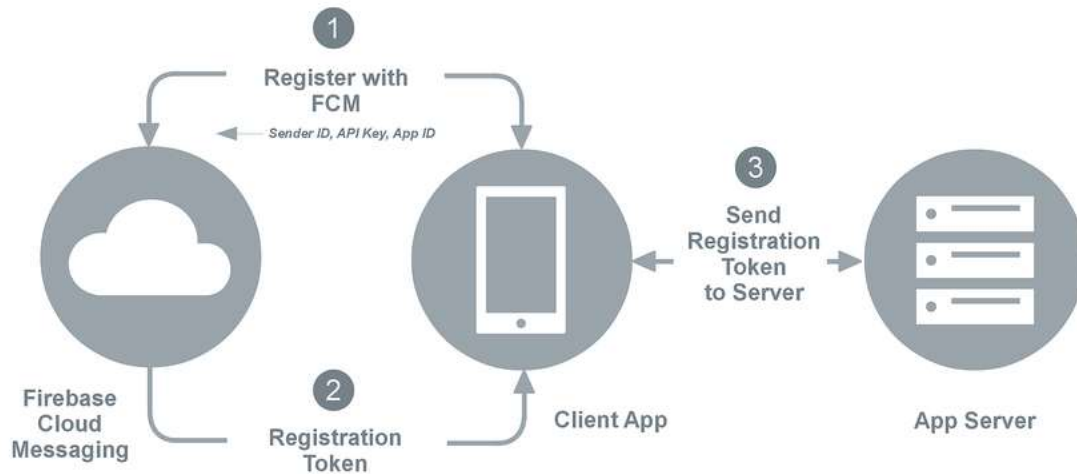 1
Register with
FCM
Sender ID, API Key, App ID
3
Send
Registration
Token
to Server
Firebase
Cloud
Messaging
2
Registration
Token
Client App
App Server